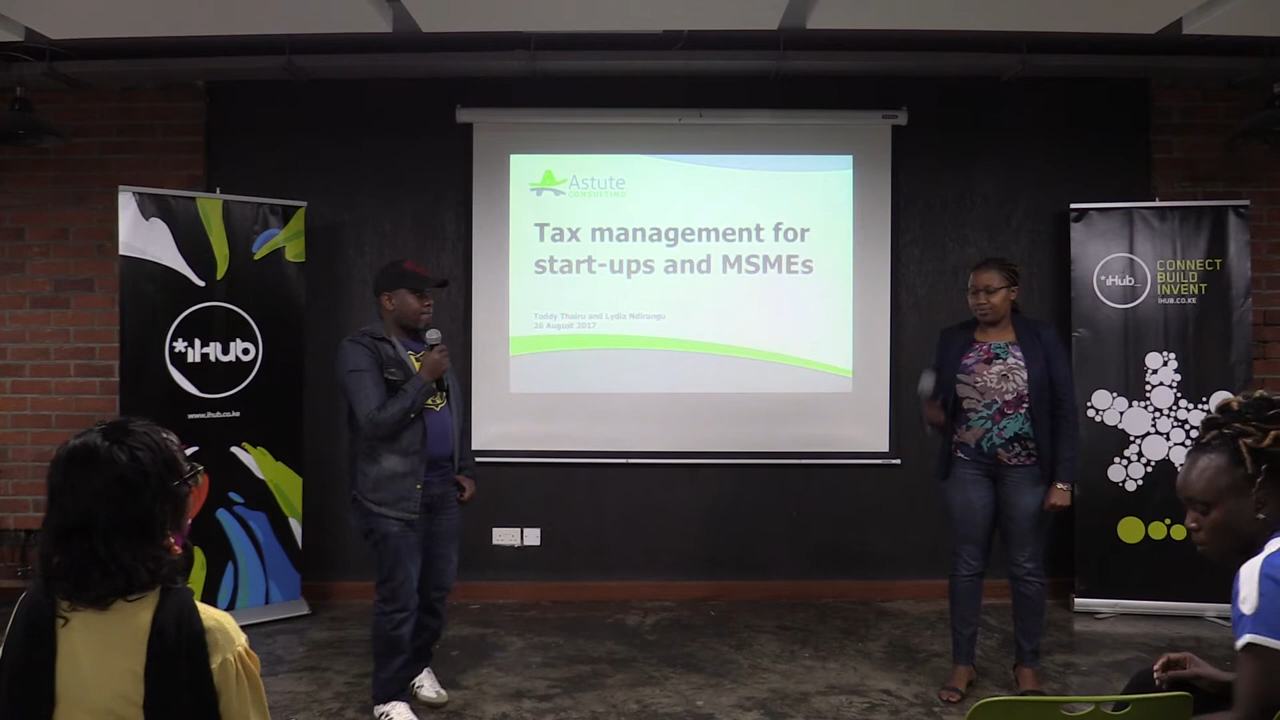 Astute
CONSULTING
Tax management for
start-ups and MSMEs
Toddy Thairu and Lydia Ndirangu
26 August 2017
*iHub
www.ihub.co.ke
*iHub_
CONNECT
BUILD
INVENT
IHUB.CO.KE